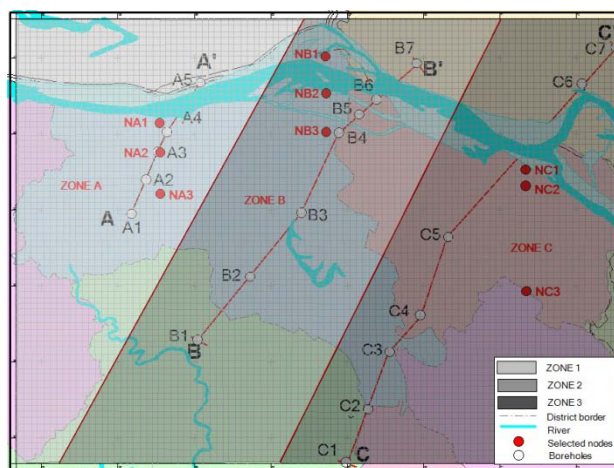 C'
C7
NB1
B7
A'
B'
A5
C6
NB2
B6
B5
NA1
A4
NB3
B4
NA2
A3
NC1
ZONE A
A2
NC2
NA3
ZONE B
A
A1
B3
C5
ZONE C
B2
NC3
C4
B1
B
C3
C2
C1
C
ZONE 1
ZONE 2
ZONE 3
District border
River
Selected nodes
Boreholes